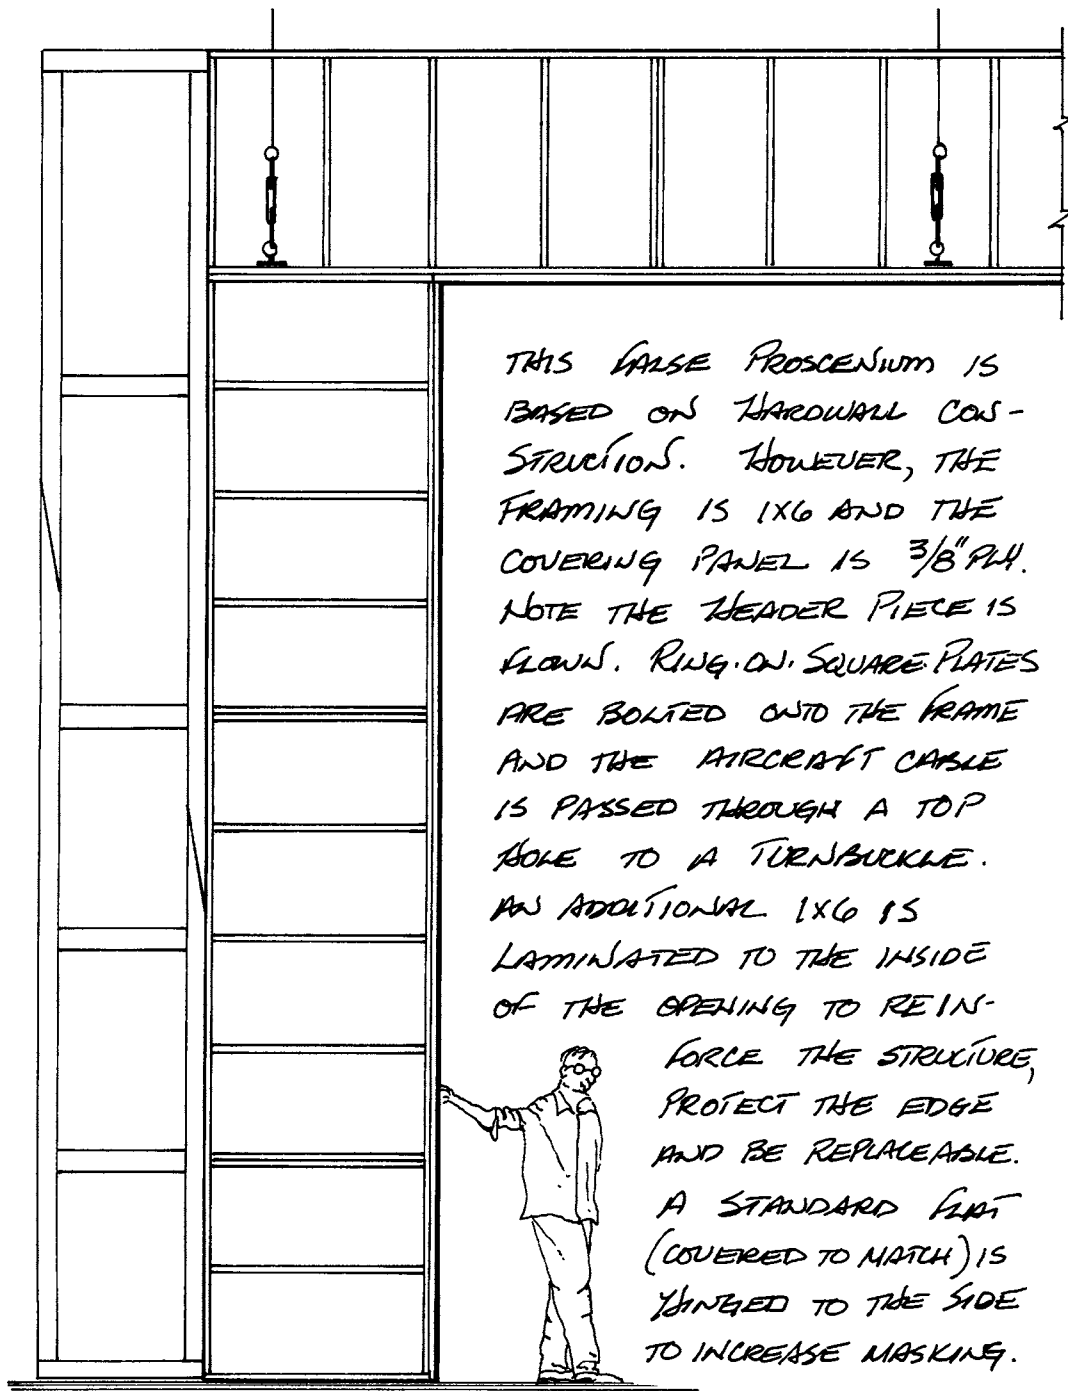 THIS FALSE PROSCENIUM IS
BASED ON HARDWALL CON-
STRUCTION. HOWEVER, THE
FRAMING IS 1X6 AND THE
COVERING PANEL IS 3/8" PLY.
NOTE THE HEADER PIECE IS
FLOWN. RING·ON·SQUARE PLATES
ARE BOLTED ONTO THE FRAME
AND THE AIRCRAFT CABLE
IS PASSED THROUGH A TOP
HOLE TO A TURNBUCKLE.
AN ADDITIONAL 1X6 IS
LAMINATED TO THE INSIDE
OF THE OPENING TO REIN-
FORCE THE STRUCTURE,
PROTECT THE EDGE
AND BE REPLACEABLE.
A STANDARD FLAT
(COVERED TO MATCH) IS
HINGED TO THE SIDE
TO INCREASE MASKING.